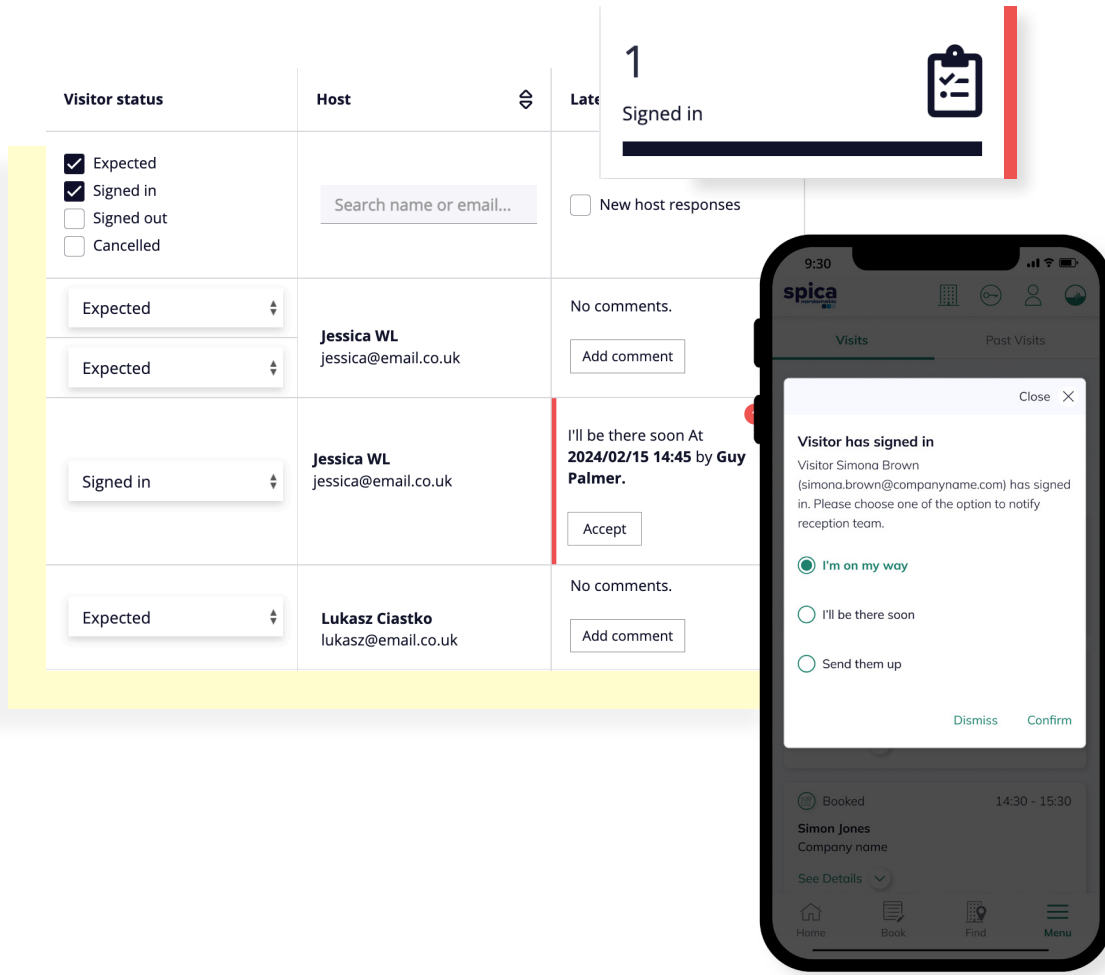 1
Signed in
Visitor status
Host
Late
Expected
Signed in
Signed out
Cancelled
Search name or email...
New host responses
Expected
Expected
Jessica WL
jessica@email.co.uk
No comments.
Add comment
Signed in
Jessica WL
jessica@email.co.uk
I'll be there soon At
2024/02/15 14:45 by Guy
Palmer.
Accept
Expected
Lukasz Ciastko
lukasz@email.co.uk
No comments.
Add comment
9:30
spica
Visits
Past Visits
Close
Visitor has signed in
Visitor Simona Brown
(simona.brown@companyname.com) has signed
in. Please choose one of the option to notify
reception team.
I'm on my way
I'll be there soon
Send them up
Dismiss
Confirm
Booked
14:30 - 15:30
Simon Jones
Company name
See Details
Home
Book
Find
Menu